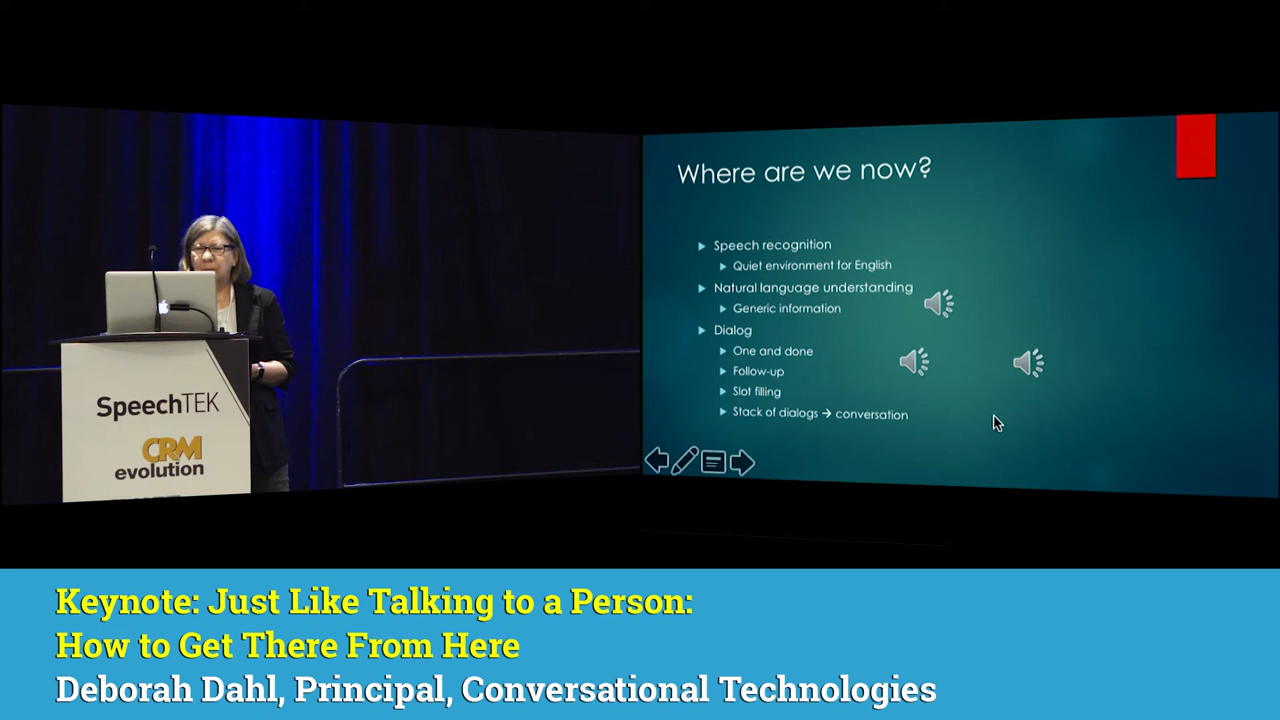 SpeechTEK
CRM
evolution
Where are we now?
Speech recognition
Quiet environment for English
Natural language understanding
Generic information
Dialog
One and done
Follow-up
Slot filling
Stack of dialogs → conversation
Keynote: Just Like Talking to a Person:
How to Get There From Here
Deborah Dahl, Principal, Conversational Technologies